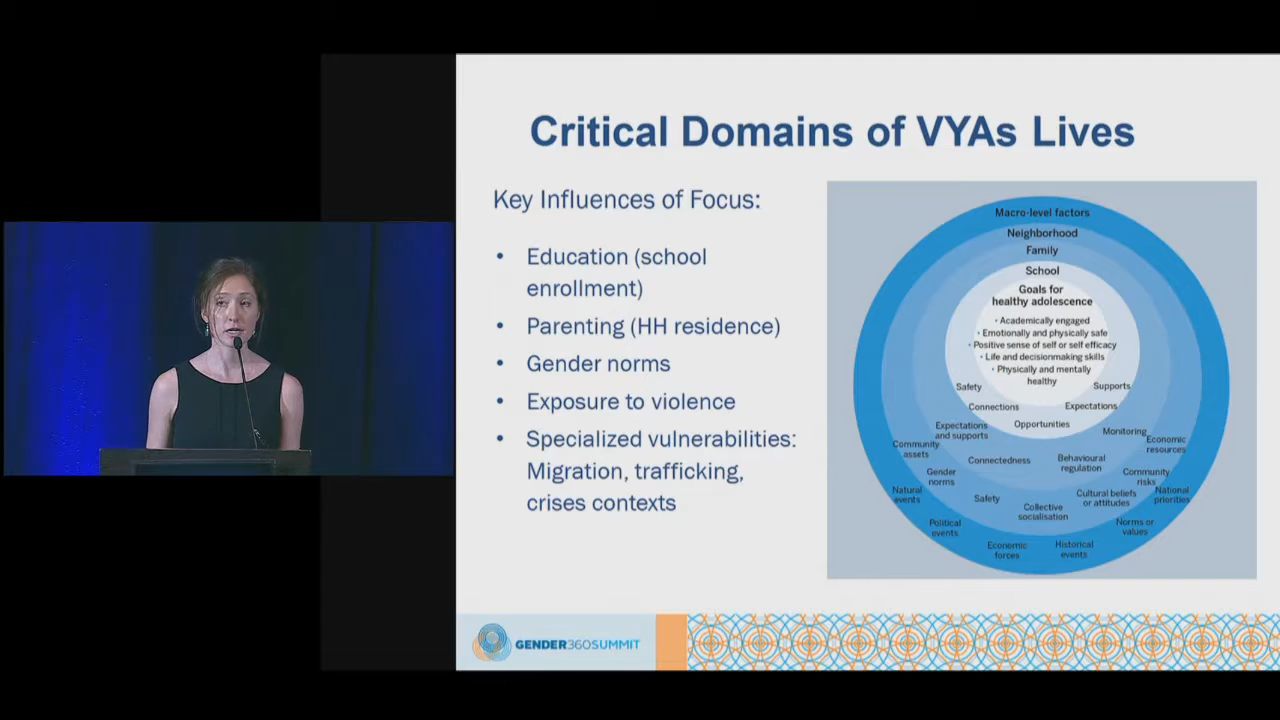 Critical Domains of VYAs Lives
Key Influences of Focus:
• Education (school
enrollment)
• Parenting (HH residence)
• Gender norms
• Exposure to violence
• Specialized vulnerabilities:
Migration, trafficking,
crises contexts
Macro-level factors
Neighborhood
Family
School
Goals for
healthy adolescence
• Academically engaged
• Emotionally and physically safe
• Positive sense of self or self efficacy
• Life and decisionmaking skills
• Physically and mentally
healthy
Safety
Supports
Connections
Expectations
Opportunities
Expectations
and supports
Monitoring
Community
assets
Economic
resources
Connectedness
Behavioural
regulation
Gender
norms
Community
risks
Natural
events
Safety
Cultural beliefs
or attitudes
National
priorities
Collective
socialisation
Political
events
Norms or
values
Economic
forces
Historical
events
GENDER360SUMMIT